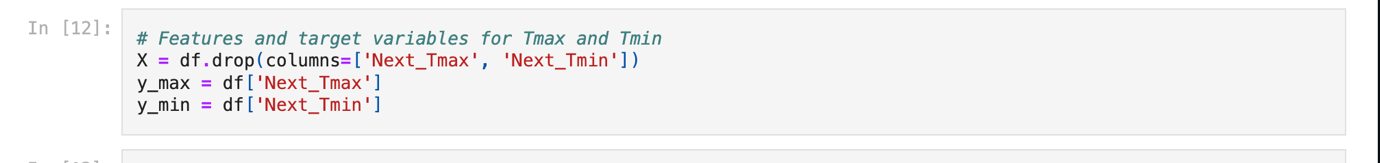 In [12]:
# Features and target variables for Tmax and Tmin
X = df.drop(columns=['Next_Tmax', 'Next_Tmin'])
y_max = df['Next_Tmax']
y_min = df['Next_Tmin']